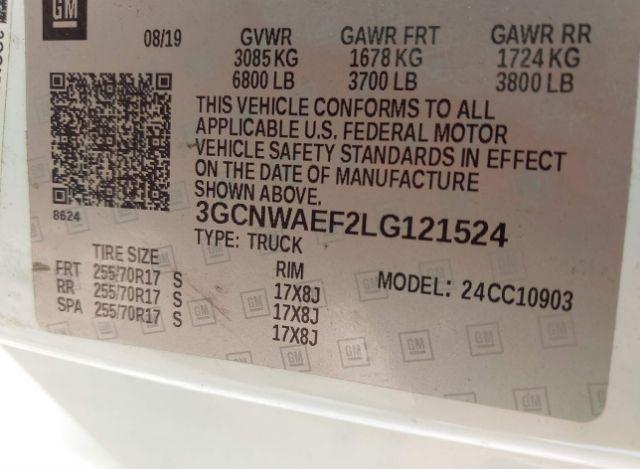 GM
08/19 GVWR GAWR FRT GAWR RR
3085 KG 1678 KG 1724 KG
6800 LB 3700 LB 3800 LB
THIS VEHICLE CONFORMS TO ALL
APPLICABLE U.S. FEDERAL MOTOR
VEHICLE SAFETY STANDARDS IN EFFECT
ON THE DATE OF MANUFACTURE
SHOWN ABOVE.
8624
3GCNWAEF2LG121524
TYPE: TRUCK
TIRE SIZE RIM MODEL: 24CC10903
FRT 255/70R17 S 17X8J
RR 255/70R17 S 17X8J
SPA 255/70R17 S 17X8J